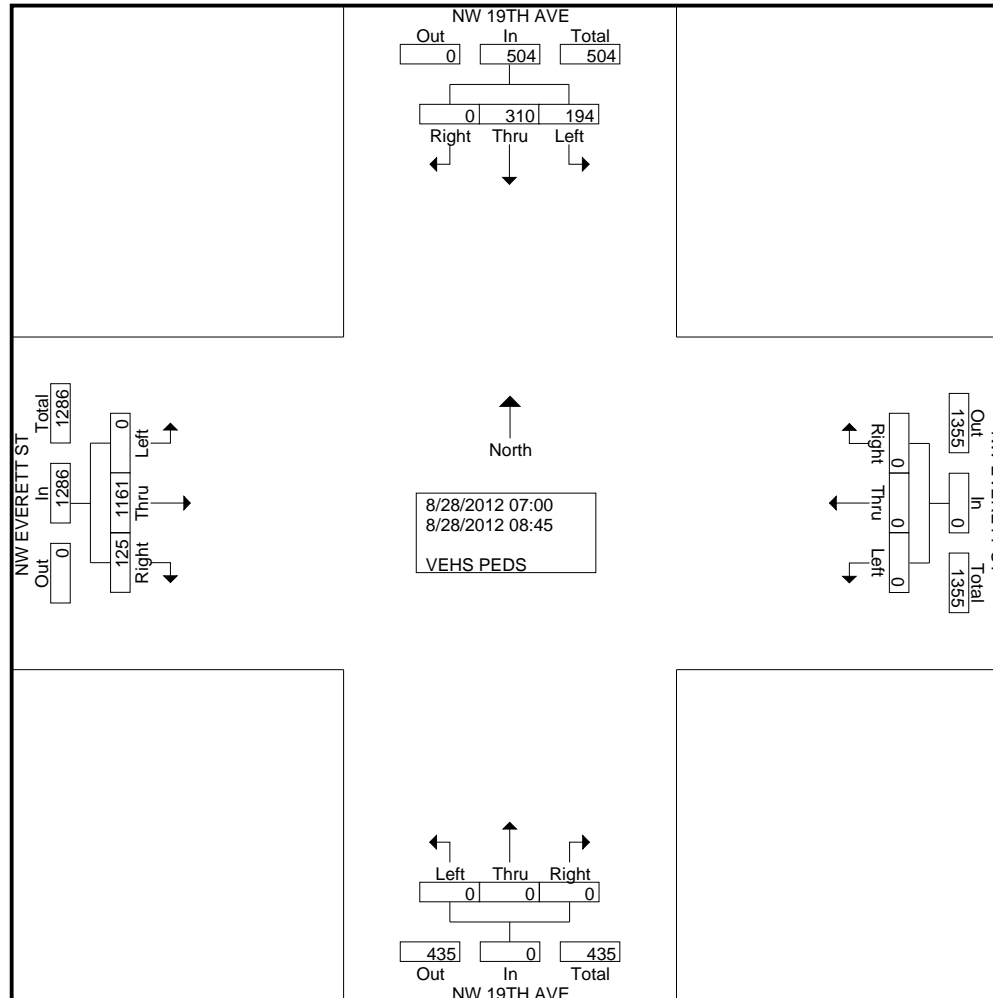 NW 19TH AVE
Out In Total
0 504 504
0 310 194
Right Thru Left
NW EVERETT ST
Total In Out
1286 1286 0
0 1161 125
Left Thru Right
North
8/28/2012 07:00
8/28/2012 08:45
VEHS PEDS
Right Thru Left
0 0 0
Out In Total
1355 0 1355
Left Thru Right
0 0 0
435 0 435
Out In Total
NW 19TH AVE